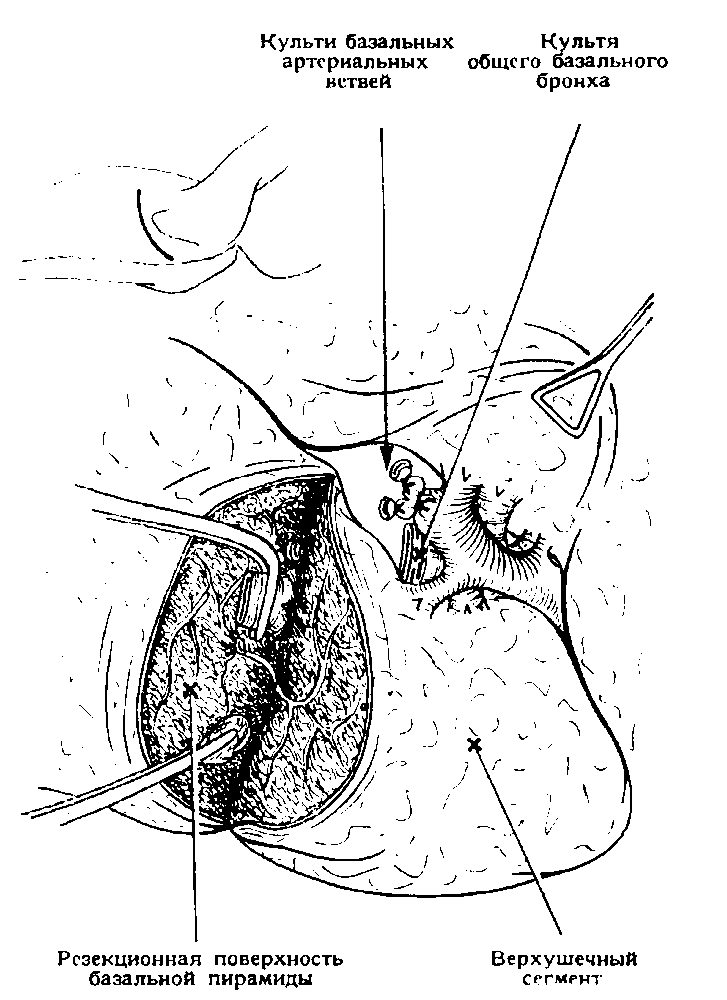 Культи базальных
артериальных
ветвей
Культя
общего базального
бронха
Резекционная поверхность
базальной пирамиды
Верхушечный
сегмент